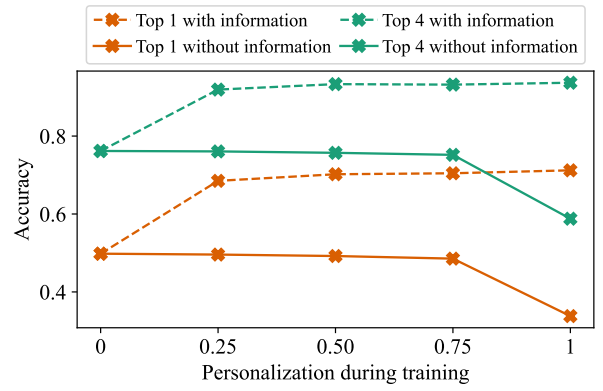 Top 1 with information
Top 4 with information
Top 1 without information
Top 4 without information
Accuracy
0.8
0.6
0.4
0
0.25
0.50
0.75
1
Personalization during training